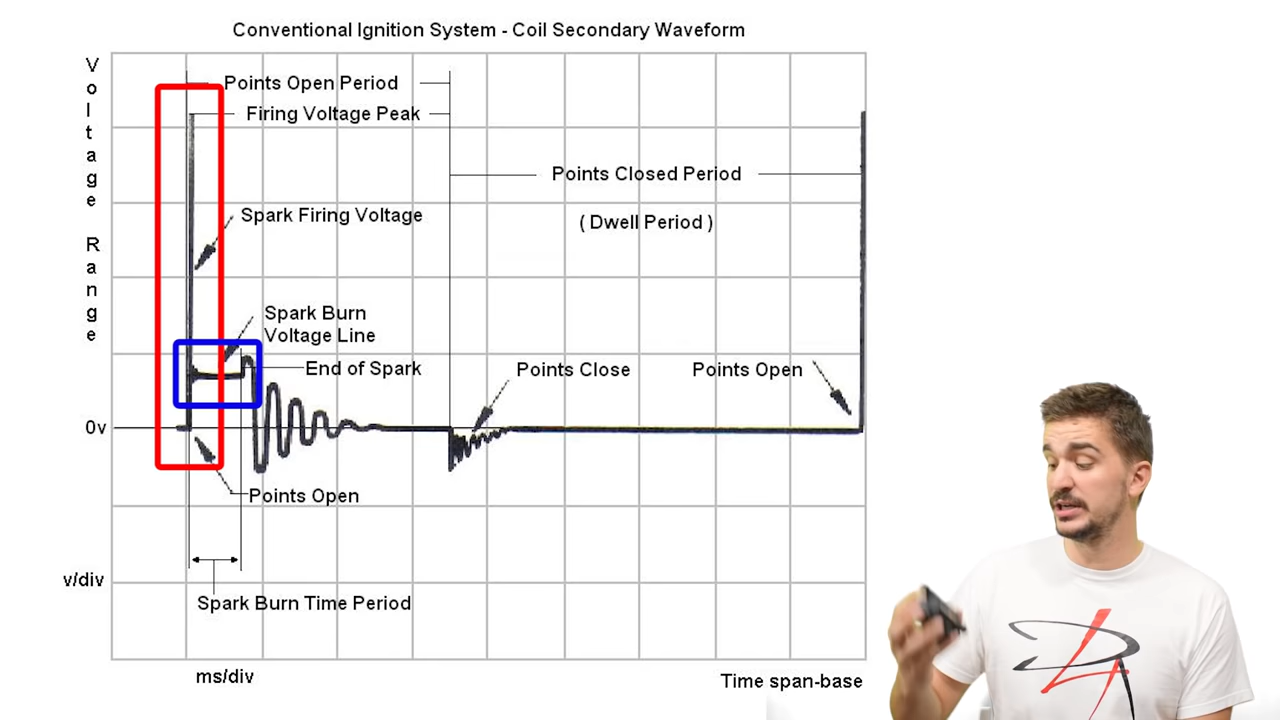 Conventional Ignition System - Coil Secondary Waveform
Voltage Range
Points Open Period
Firing Voltage Peak
Points Closed Period
( Dwell Period )
Spark Firing Voltage
Spark Burn
Voltage Line
End of Spark
Points Close
Points Open
0v
Points Open
v/div
Spark Burn Time Period
ms/div
Time span-base